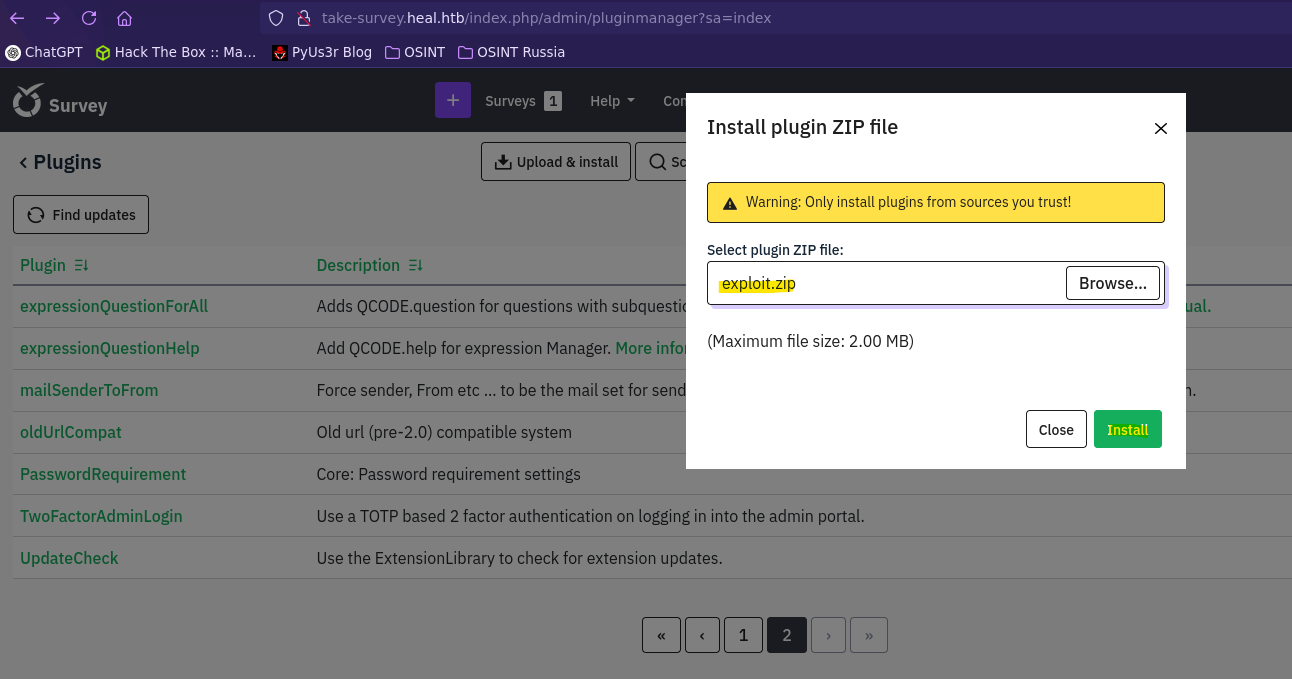 take-survey.heal.htb/index.php/admin/pluginmanager?sa=index
ChatGPT Hack The Box :: Ma… PyUs3r Blog OSINT OSINT Russia
Survey + Surveys 1 Help
Install plugin ZIP file
Plugins Upload & install
Warning: Only install plugins from sources you trust!
Find updates
Select plugin ZIP file:
Plugin Description
exploit.zip Browse...
expressionQuestionForAll Adds QCODE.question for questions with
(Maximum file size: 2.00 MB)
expressionQuestionHelp Add QCODE.help for expression Manager. More
mailSenderToFrom Force sender, From etc ... to be the mail set for
oldUrlCompat Old url (pre-2.0) compatible system
Close Install
PasswordRequirement Core: Password requirement settings
TwoFactorAdminLogin Use a TOTP based 2 factor authentication on logging in into the admin portal.
UpdateCheck Use the ExtensionLibrary to check for extension updates.
« ‹ 1 2 › »